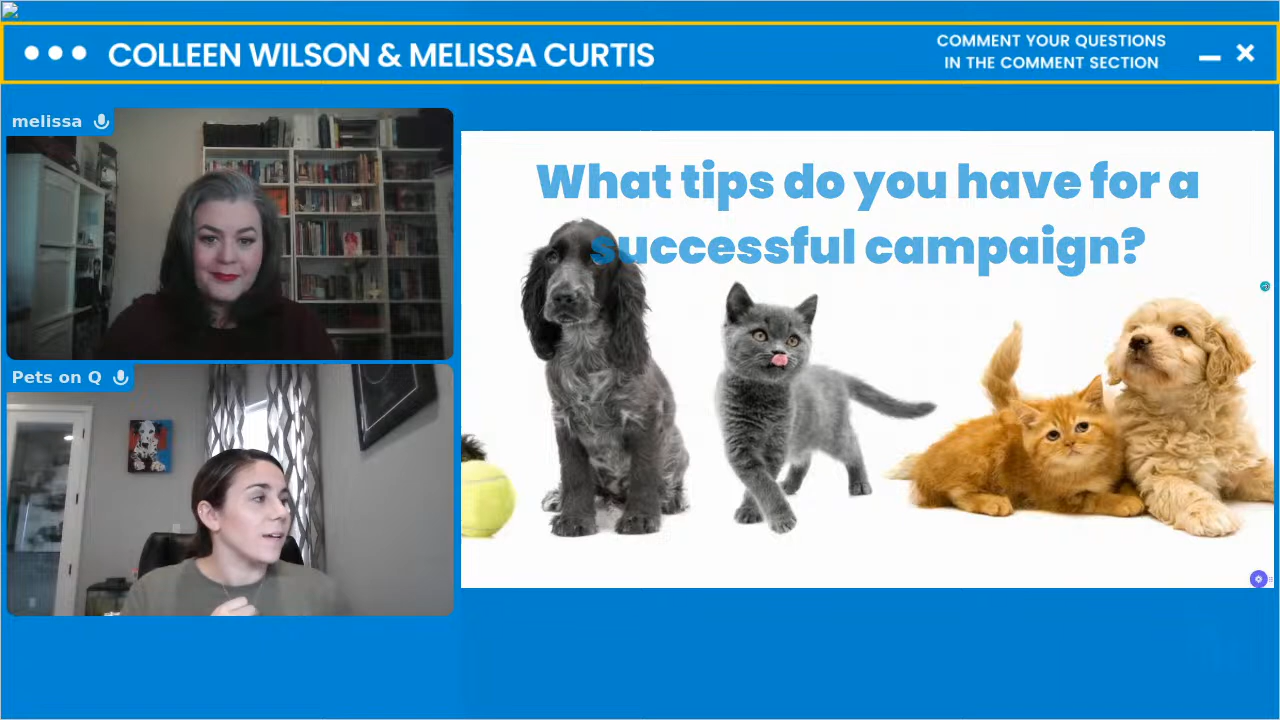 COLLEEN WILSON & MELISSA CURTIS
COMMENT YOUR QUESTIONS
IN THE COMMENT SECTION
melissa
Pets on Q
What tips do you have for a
successful campaign?